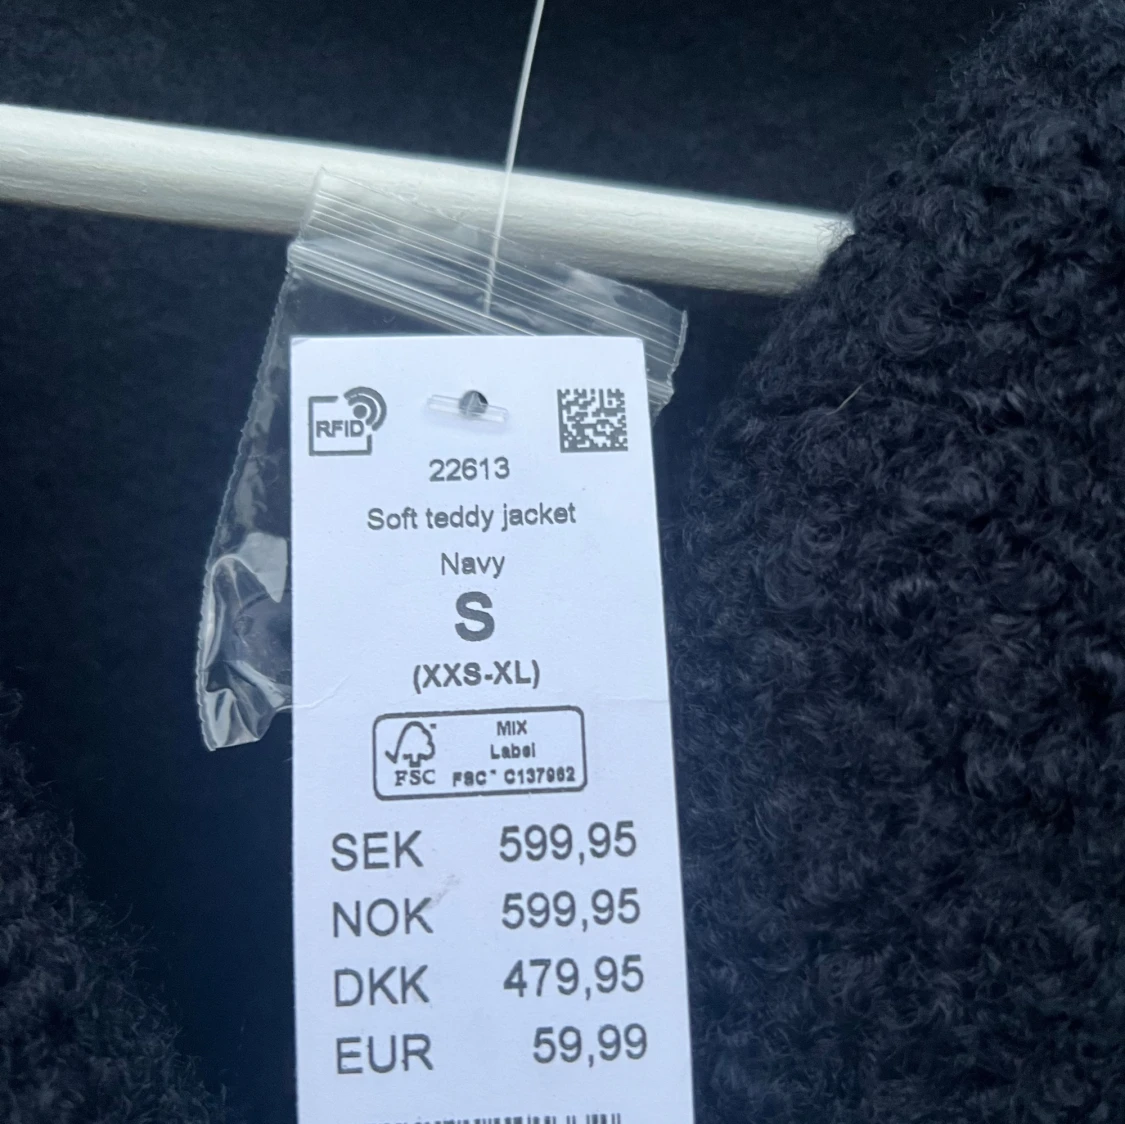 RFID
22613
Soft teddy jacket
Navy
S
(XXS-XL)
MIX
Label
FSC FSC™ C137962
SEK 599,95
NOK 599,95
DKK 479,95
EUR 59,99